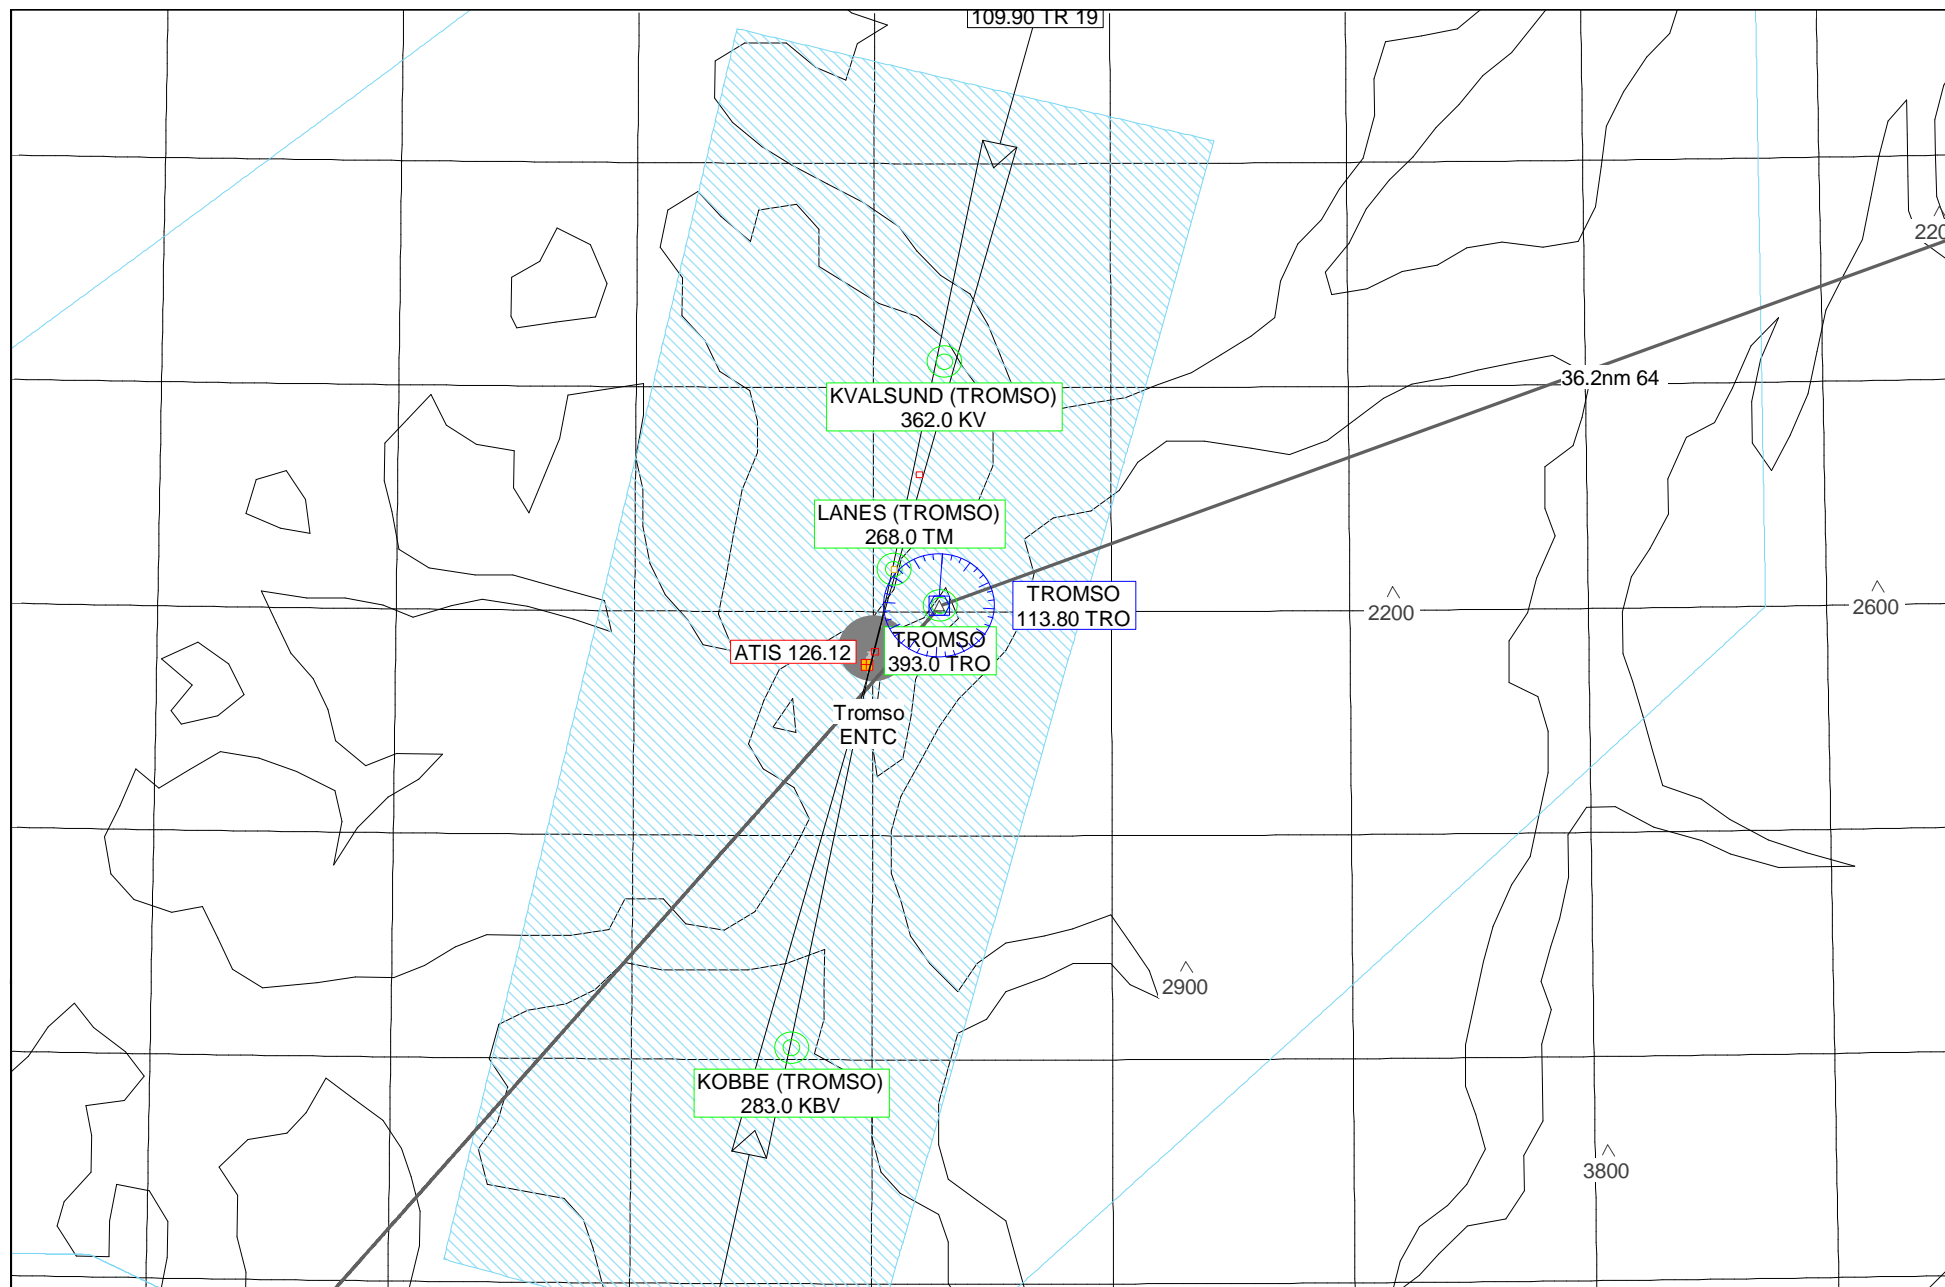 109.90 TR 19
220
36.2nm 64
KVALSUND (TROMSO)
362.0 KV
LANES (TROMSO)
268.0 TM
TROMSO
113.80 TRO
2200
2600
TROMSO
393.0 TRO
ATIS 126.12
Tromso
ENTC
2900
KOBBE (TROMSO)
283.0 KBV
3800